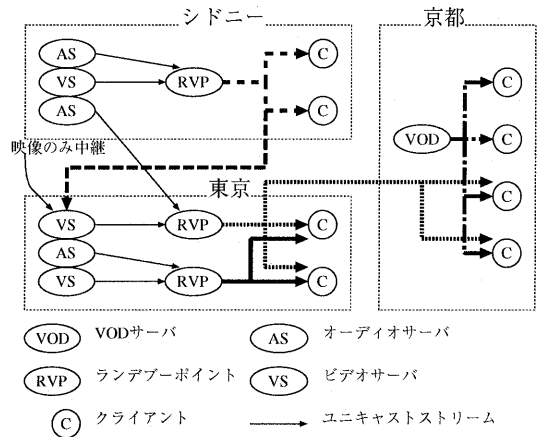 シドニー
京都
AS
VS
AS
RVP
C
C
VOD
C
C
C
C
映像のみ中継
東京
VS
AS
VS
RVP
RVP
C
C
VOD VODサーバ
AS オーディオサーバ
RVP ランデブーポイント
VS ビデオサーバ
C クライアント
ユニキャストストリーム